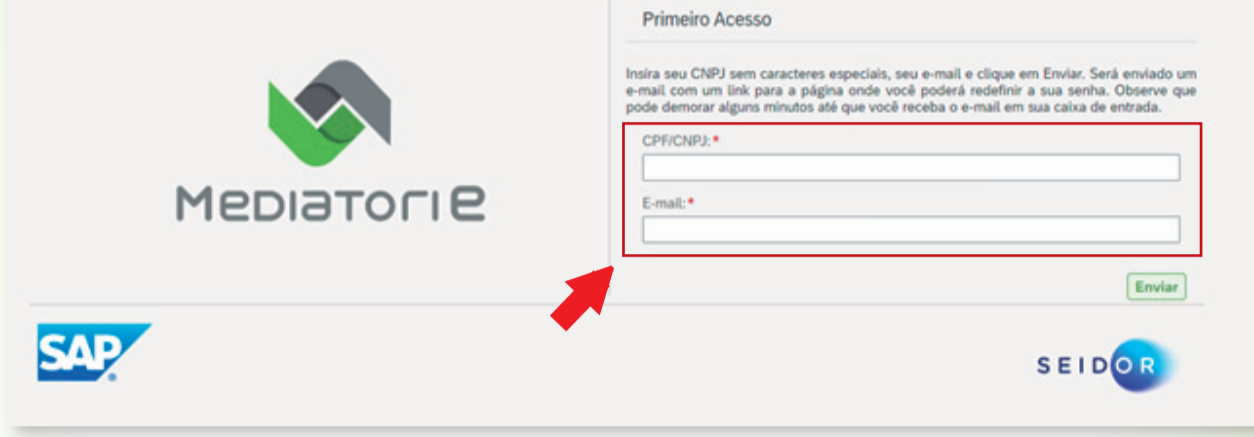 Primeiro Acesso
Insira seu CNPJ sem caracteres especiais, seu e-mail e clique em Enviar. Será enviado um
e-mail com um link para a página onde você poderá redefinir a sua senha. Observe que
pode demorar alguns minutos até que você receba o e-mail em sua caixa de entrada.
CPF/CNPJ:*
E-mail:*
Enviar
MeDIaTorIe
SAP
SEIDOR